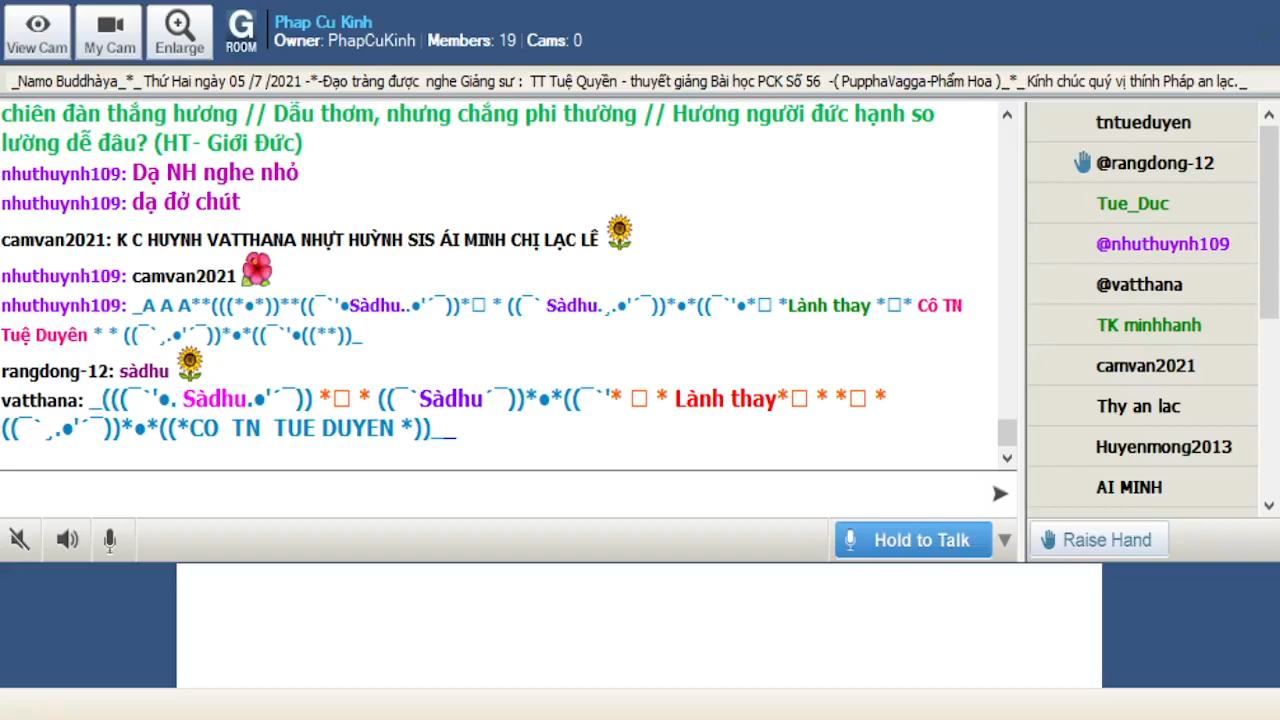 View Cam
My Cam
Enlarge
G
ROOM
Phap Cu Kinh
Owner: PhapCuKinh | Members: 19 | Cams: 0
_Namo Buddhàya_*_ Thứ Hai ngày 05 /7 /2021 -*-Đạo tràng được nghe Giảng sư : TT Tuệ Quyền - thuyết giảng Bài học PCK Số 56 -( PupphaVagga-Phẩm Hoa )_*_ Kính chúc quý vị thính Pháp an lạc._
chiên đàn thắng hương // Dẫu thơm, nhưng chẳng phi thường // Hương người đức hạnh so
lường dễ đâu? (HT- Giới Đức)
nhuthuynh109: Dạ NH nghe nhỏ
nhuthuynh109: dạ đở chút
camvan2021: K C HUYNH VATTHANA NHỰT HUỲNH SIS ÁI MINH CHỊ LẠC LÊ
nhuthuynh109: camvan2021
nhuthuynh109: _A A A**(((*●*))**((¯`'●Sàdhu..●'´¯))*□ * ((¯` Sàdhu.¸.●'´¯))*●*((¯`'●*□ *Lành thay *□* Cô TN
Tuệ Duyên * * ((¯`¸.●'´¯))*●*((¯`'●((**))_
rangdong-12: sàdhu
vatthana: _(((¯`'●. Sàdhu.●'´¯)) *□ * ((¯`Sàdhu´¯))*●*((¯`'* □ * Lành thay*□ * *□ *
((¯`¸.●'´¯))*●*((*CO TN TUE DUYEN *))__
Hold to Talk
tntueduyen
@rangdong-12
Tue_Duc
@nhuthuynh109
@vatthana
TK minhhanh
camvan2021
Thy an lac
Huyenmong2013
AI MINH
Raise Hand